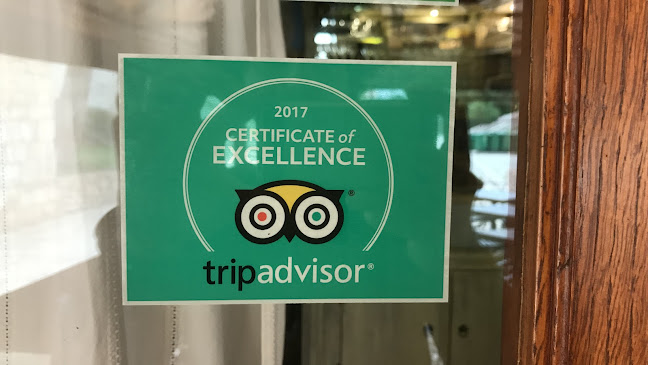 2017
CERTIFICATE of
EXCELLENCE
®
tripadvisor®